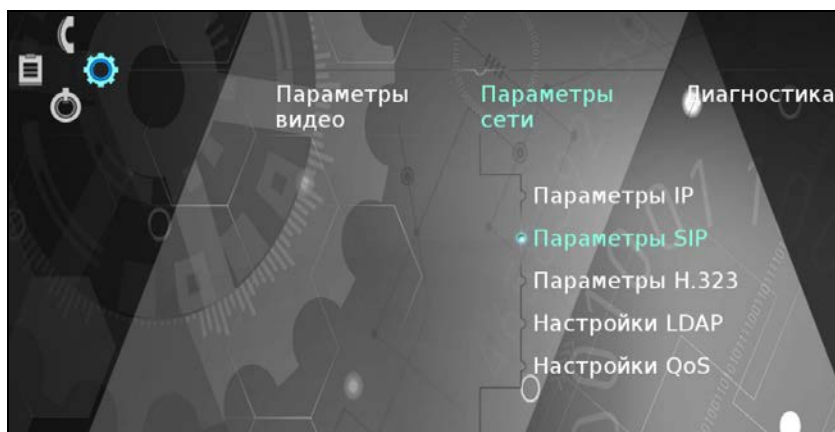 Параметры
видео
Параметры
сети
Диагностика
Параметры IP
Параметры SIP
Параметры H.323
Настройки LDAP
Настройки QoS